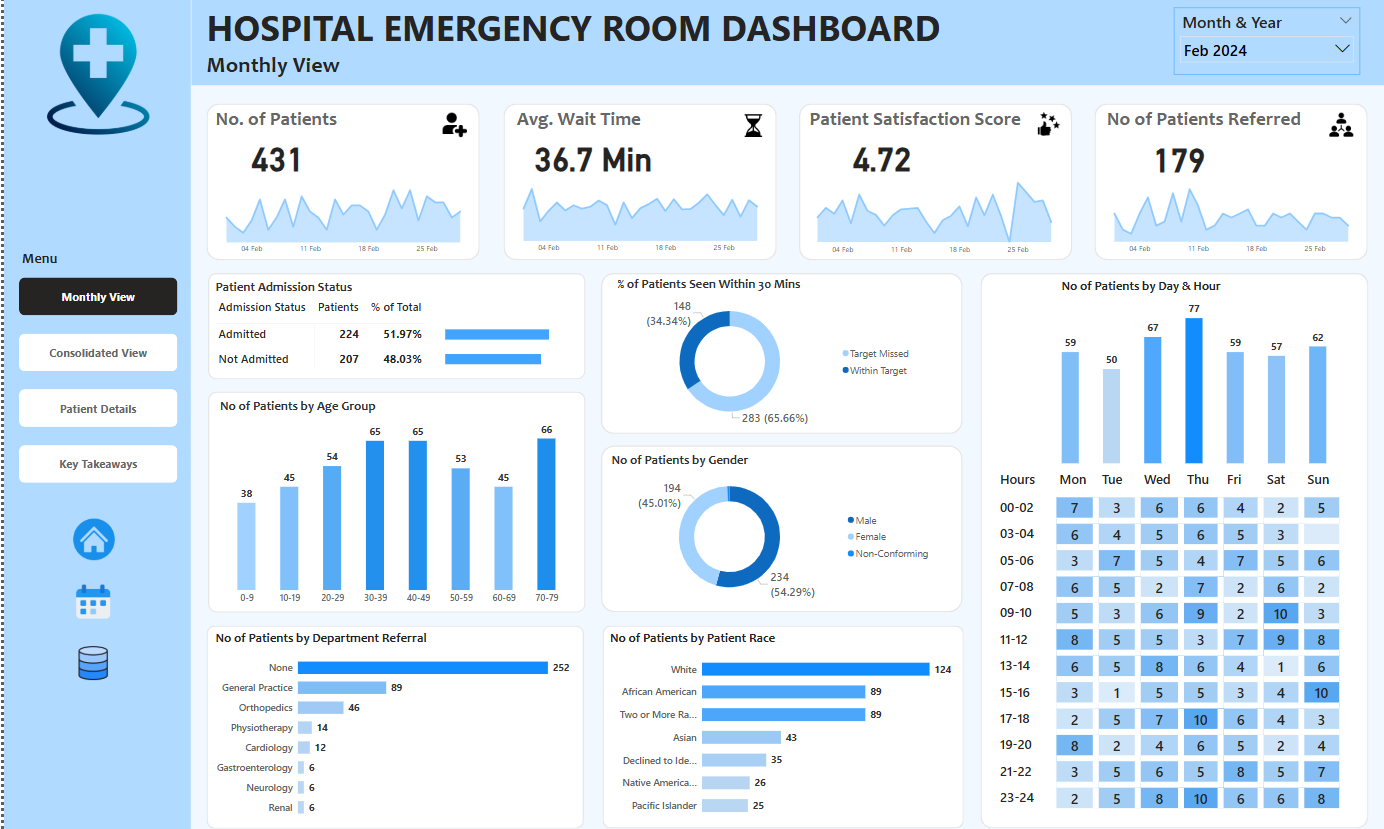 HOSPITAL EMERGENCY ROOM DASHBOARD
Monthly View
Month & Year
Feb 2024
Menu
Monthly View
Consolidated View
Patient Details
Key Takeaways
No. of Patients
431
04 Feb 11 Feb 18 Feb 25 Feb
Avg. Wait Time
36.7 Min
04 Feb 11 Feb 18 Feb 25 Feb
Patient Satisfaction Score
4.72
04 Feb 11 Feb 18 Feb 25 Feb
No of Patients Referred
179
04 Feb 11 Feb 18 Feb 25 Feb
Patient Admission Status
Admission Status Patients % of Total
Admitted 224 51.97%
Not Admitted 207 48.03%
No of Patients by Age Group
38 45 54 65 65 53 45 66
0-9 10-19 20-29 30-39 40-49 50-59 60-69 70-79
No of Patients by Department Referral
None 252
General Practice 89
Orthopedics 46
Physiotherapy 14
Cardiology 12
Gastroenterology 6
Neurology 6
Renal 6
% of Patients Seen Within 30 Mins
148
(34.34%)
283 (65.66%)
Target Missed
Within Target
No of Patients by Gender
194
(45.01%)
234
(54.29%)
Male
Female
Non-Conforming
No of Patients by Patient Race
White 124
African American 89
Two or More Ra... 89
Asian 43
Declined to Ide... 35
Native America... 26
Pacific Islander 25
No of Patients by Day & Hour
59 50 67 77 59 57 62
Hours Mon Tue Wed Thu Fri Sat Sun
00-02 7 3 6 6 4 2 5
03-04 6 4 5 6 5 3
05-06 3 7 5 4 7 5 6
07-08 6 5 2 7 2 6 2
09-10 5 3 6 9 2 10 3
11-12 8 5 5 3 7 9 8
13-14 6 5 8 6 4 1 6
15-16 3 1 5 5 3 4 10
17-18 2 5 7 10 6 4 3
19-20 8 2 4 6 5 2 4
21-22 3 5 6 5 8 5 7
23-24 2 5 8 10 6 6 8